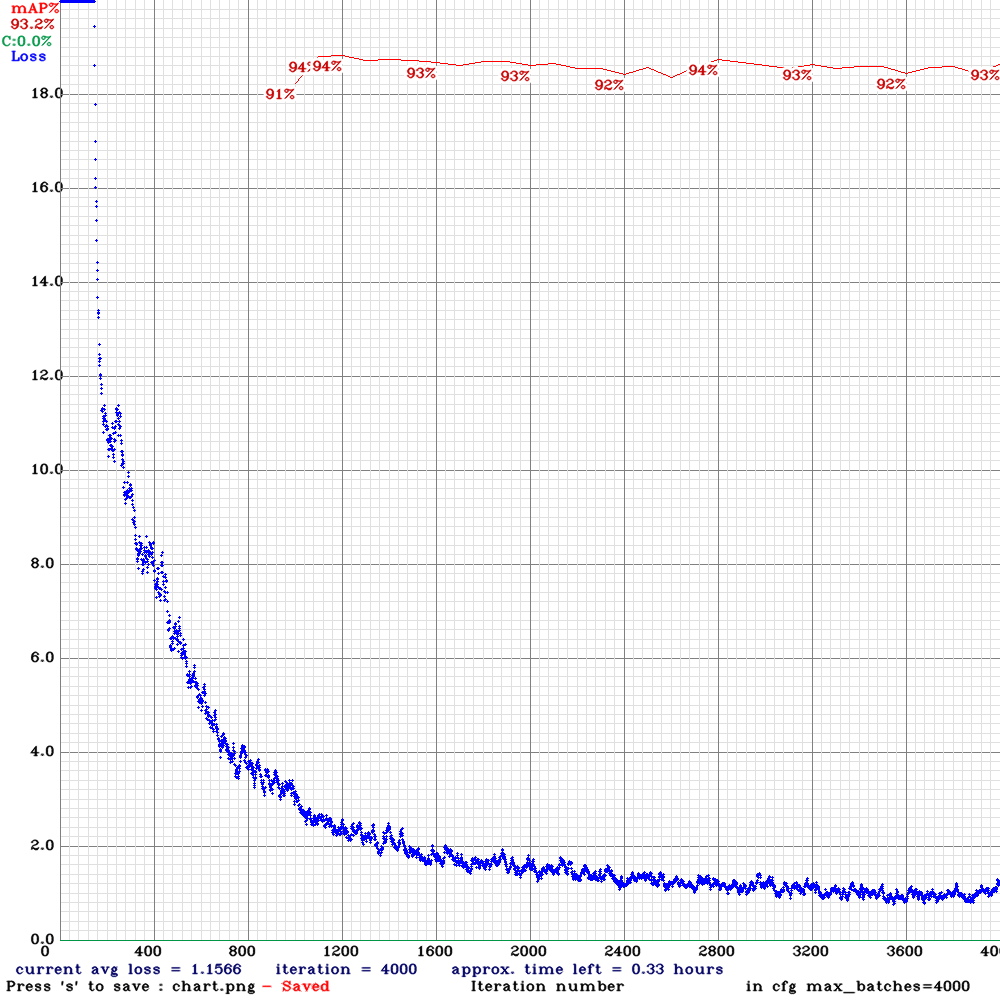 mAP%
93.2%
C:0.0%
Loss
94% 94% 93% 93% 92% 94% 93% 92% 93%
91%
18.0
16.0
14.0
12.0
10.0
8.0
6.0
4.0
2.0
0.0
0 400 800 1200 1600 2000 2400 2800 3200 3600 400
current avg loss = 1.1566 iteration = 4000 approx. time left = 0.33 hours
Press 's' to save : chart.png - Saved Iteration number in cfg max_batches=4000